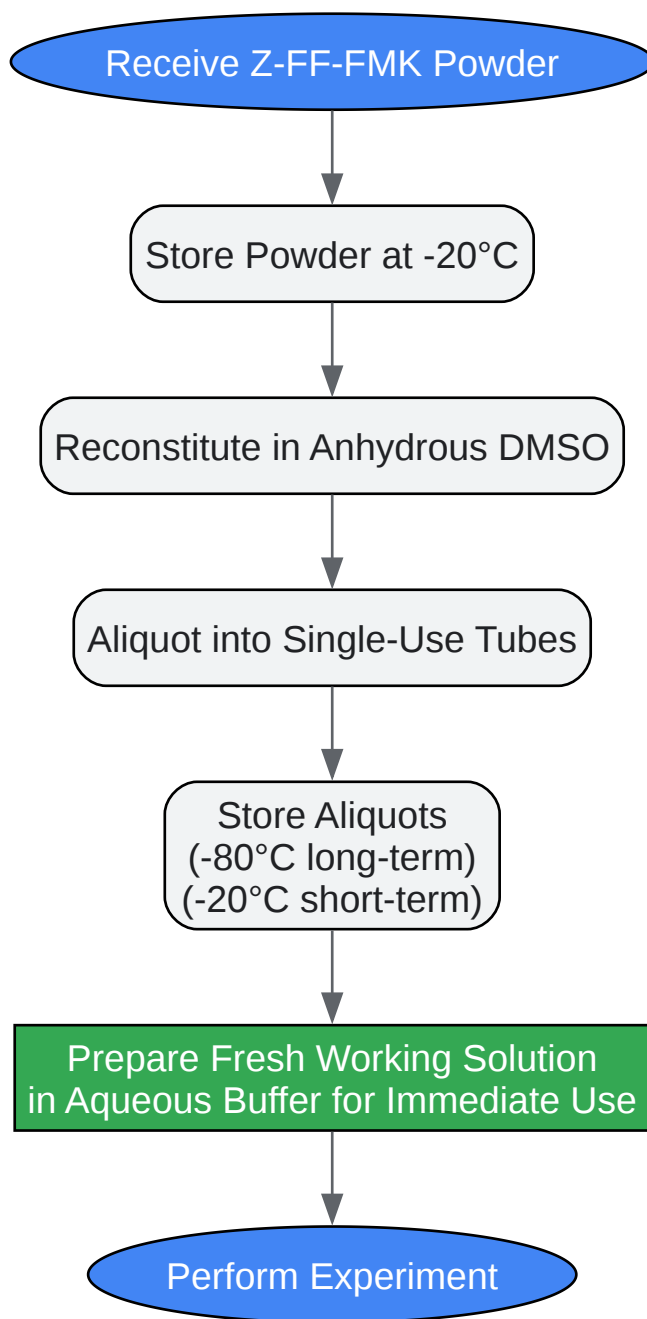 Receive Z-FF-FMK Powder
Store Powder at -20°C
Reconstitute in Anhydrous DMSO
Aliquot into Single-Use Tubes
Store Aliquots
(-80°C long-term)
(-20°C short-term)
Prepare Fresh Working Solution
in Aqueous Buffer for Immediate Use
Perform Experiment